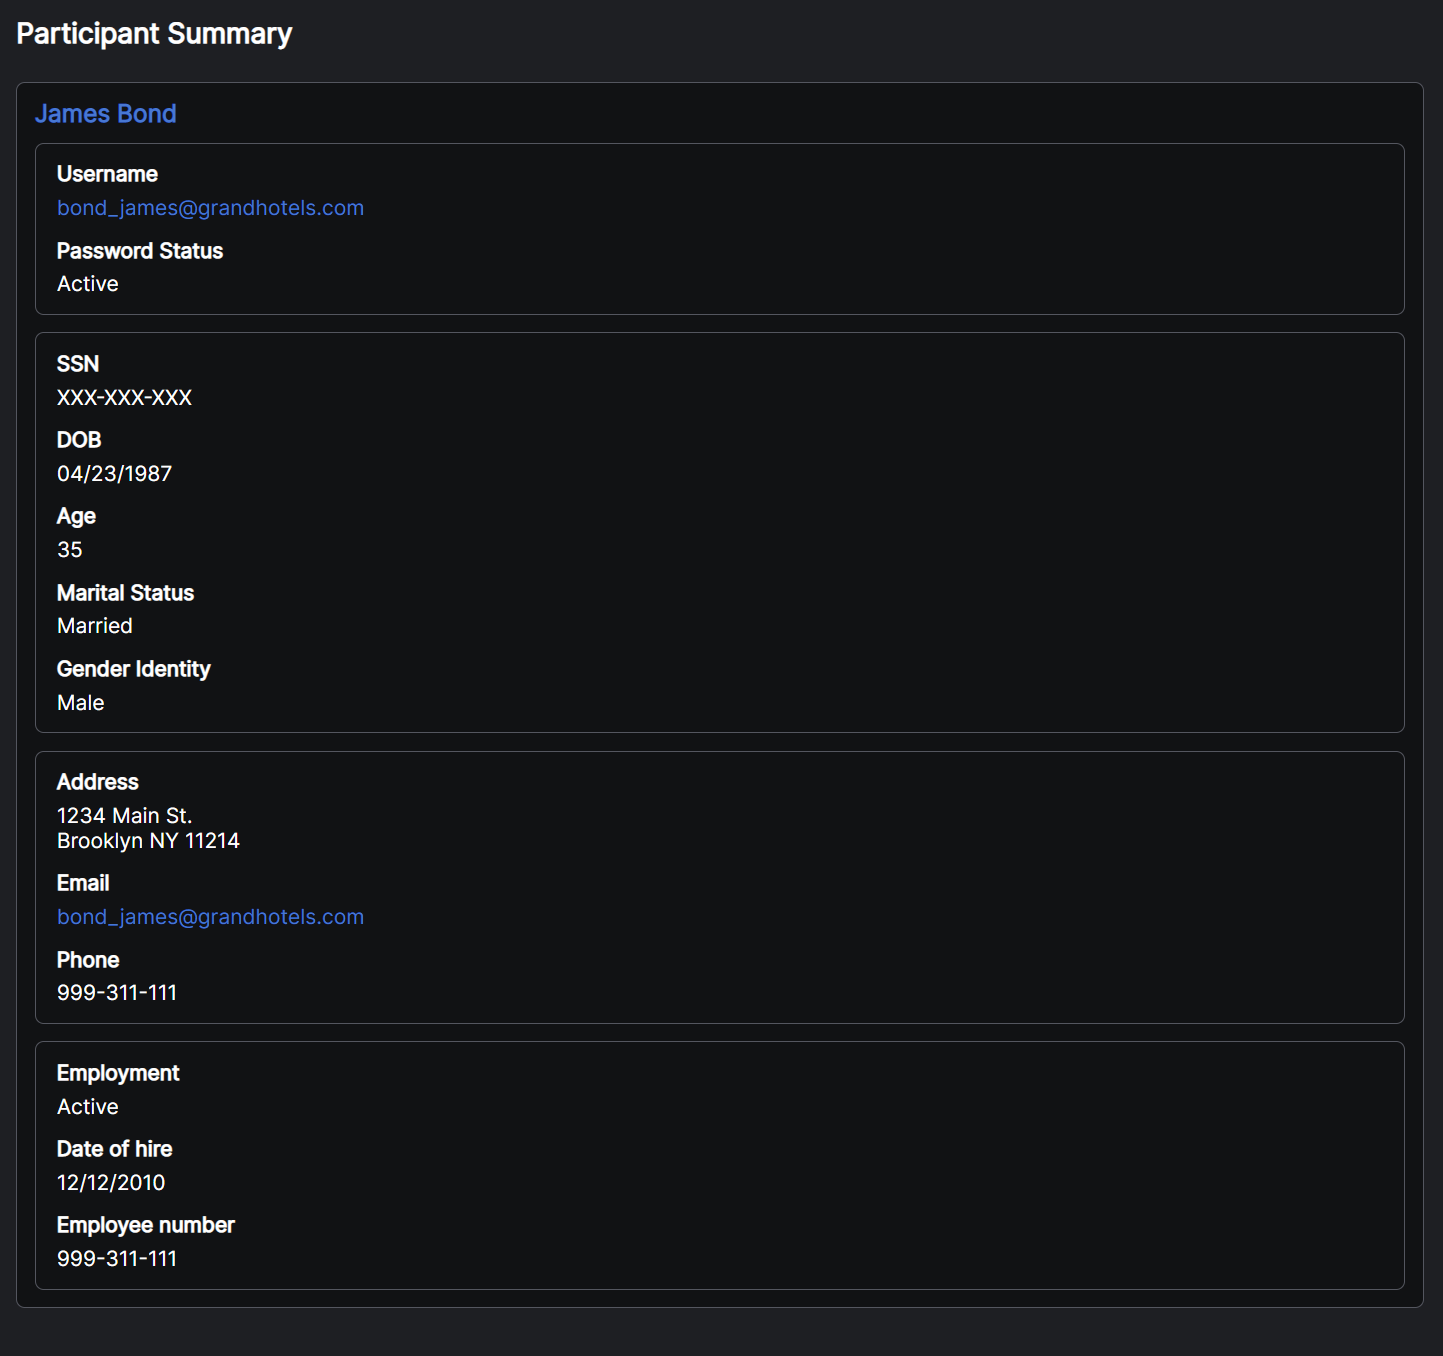 Participant Summary
James Bond
Username
bond_james@grandhotels.com
Password Status
Active
SSN
XXX-XXX-XXX
DOB
04/23/1987
Age
35
Marital Status
Married
Gender Identity
Male
Address
1234 Main St.
Brooklyn NY 11214
Email
bond_james@grandhotels.com
Phone
999-311-111
Employment
Active
Date of hire
12/12/2010
Employee number
999-311-111